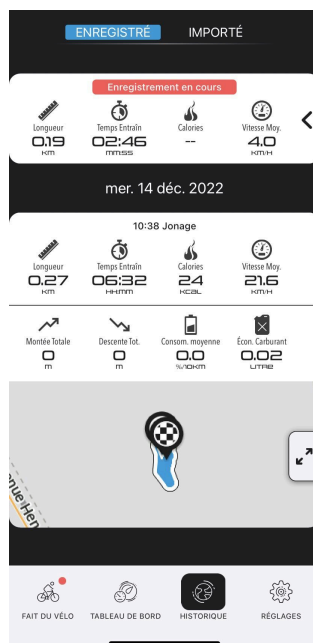 ENREGISTRÉ IMPORTÉ
Enregistrement en cours
Longueur Temps Entraîn Calories Vitesse Moy.
0.19 02:46 -- 4.0
KM MM:SS KM/H
mer. 14 déc. 2022
10:38 Jonage
Longueur Temps Entraîn Calories Vitesse Moy.
0.27 06:32 24 21.6
KM HH:MM KCAL KM/H
Montée Totale Descente Tot. Consom. moyenne Écon. Carburant
0 0 0.0 0.02
m m %/10KM LITRE
nue Hen
FAIT DU VÉLO TABLEAU DE BORD HISTORIQUE RÉGLAGES